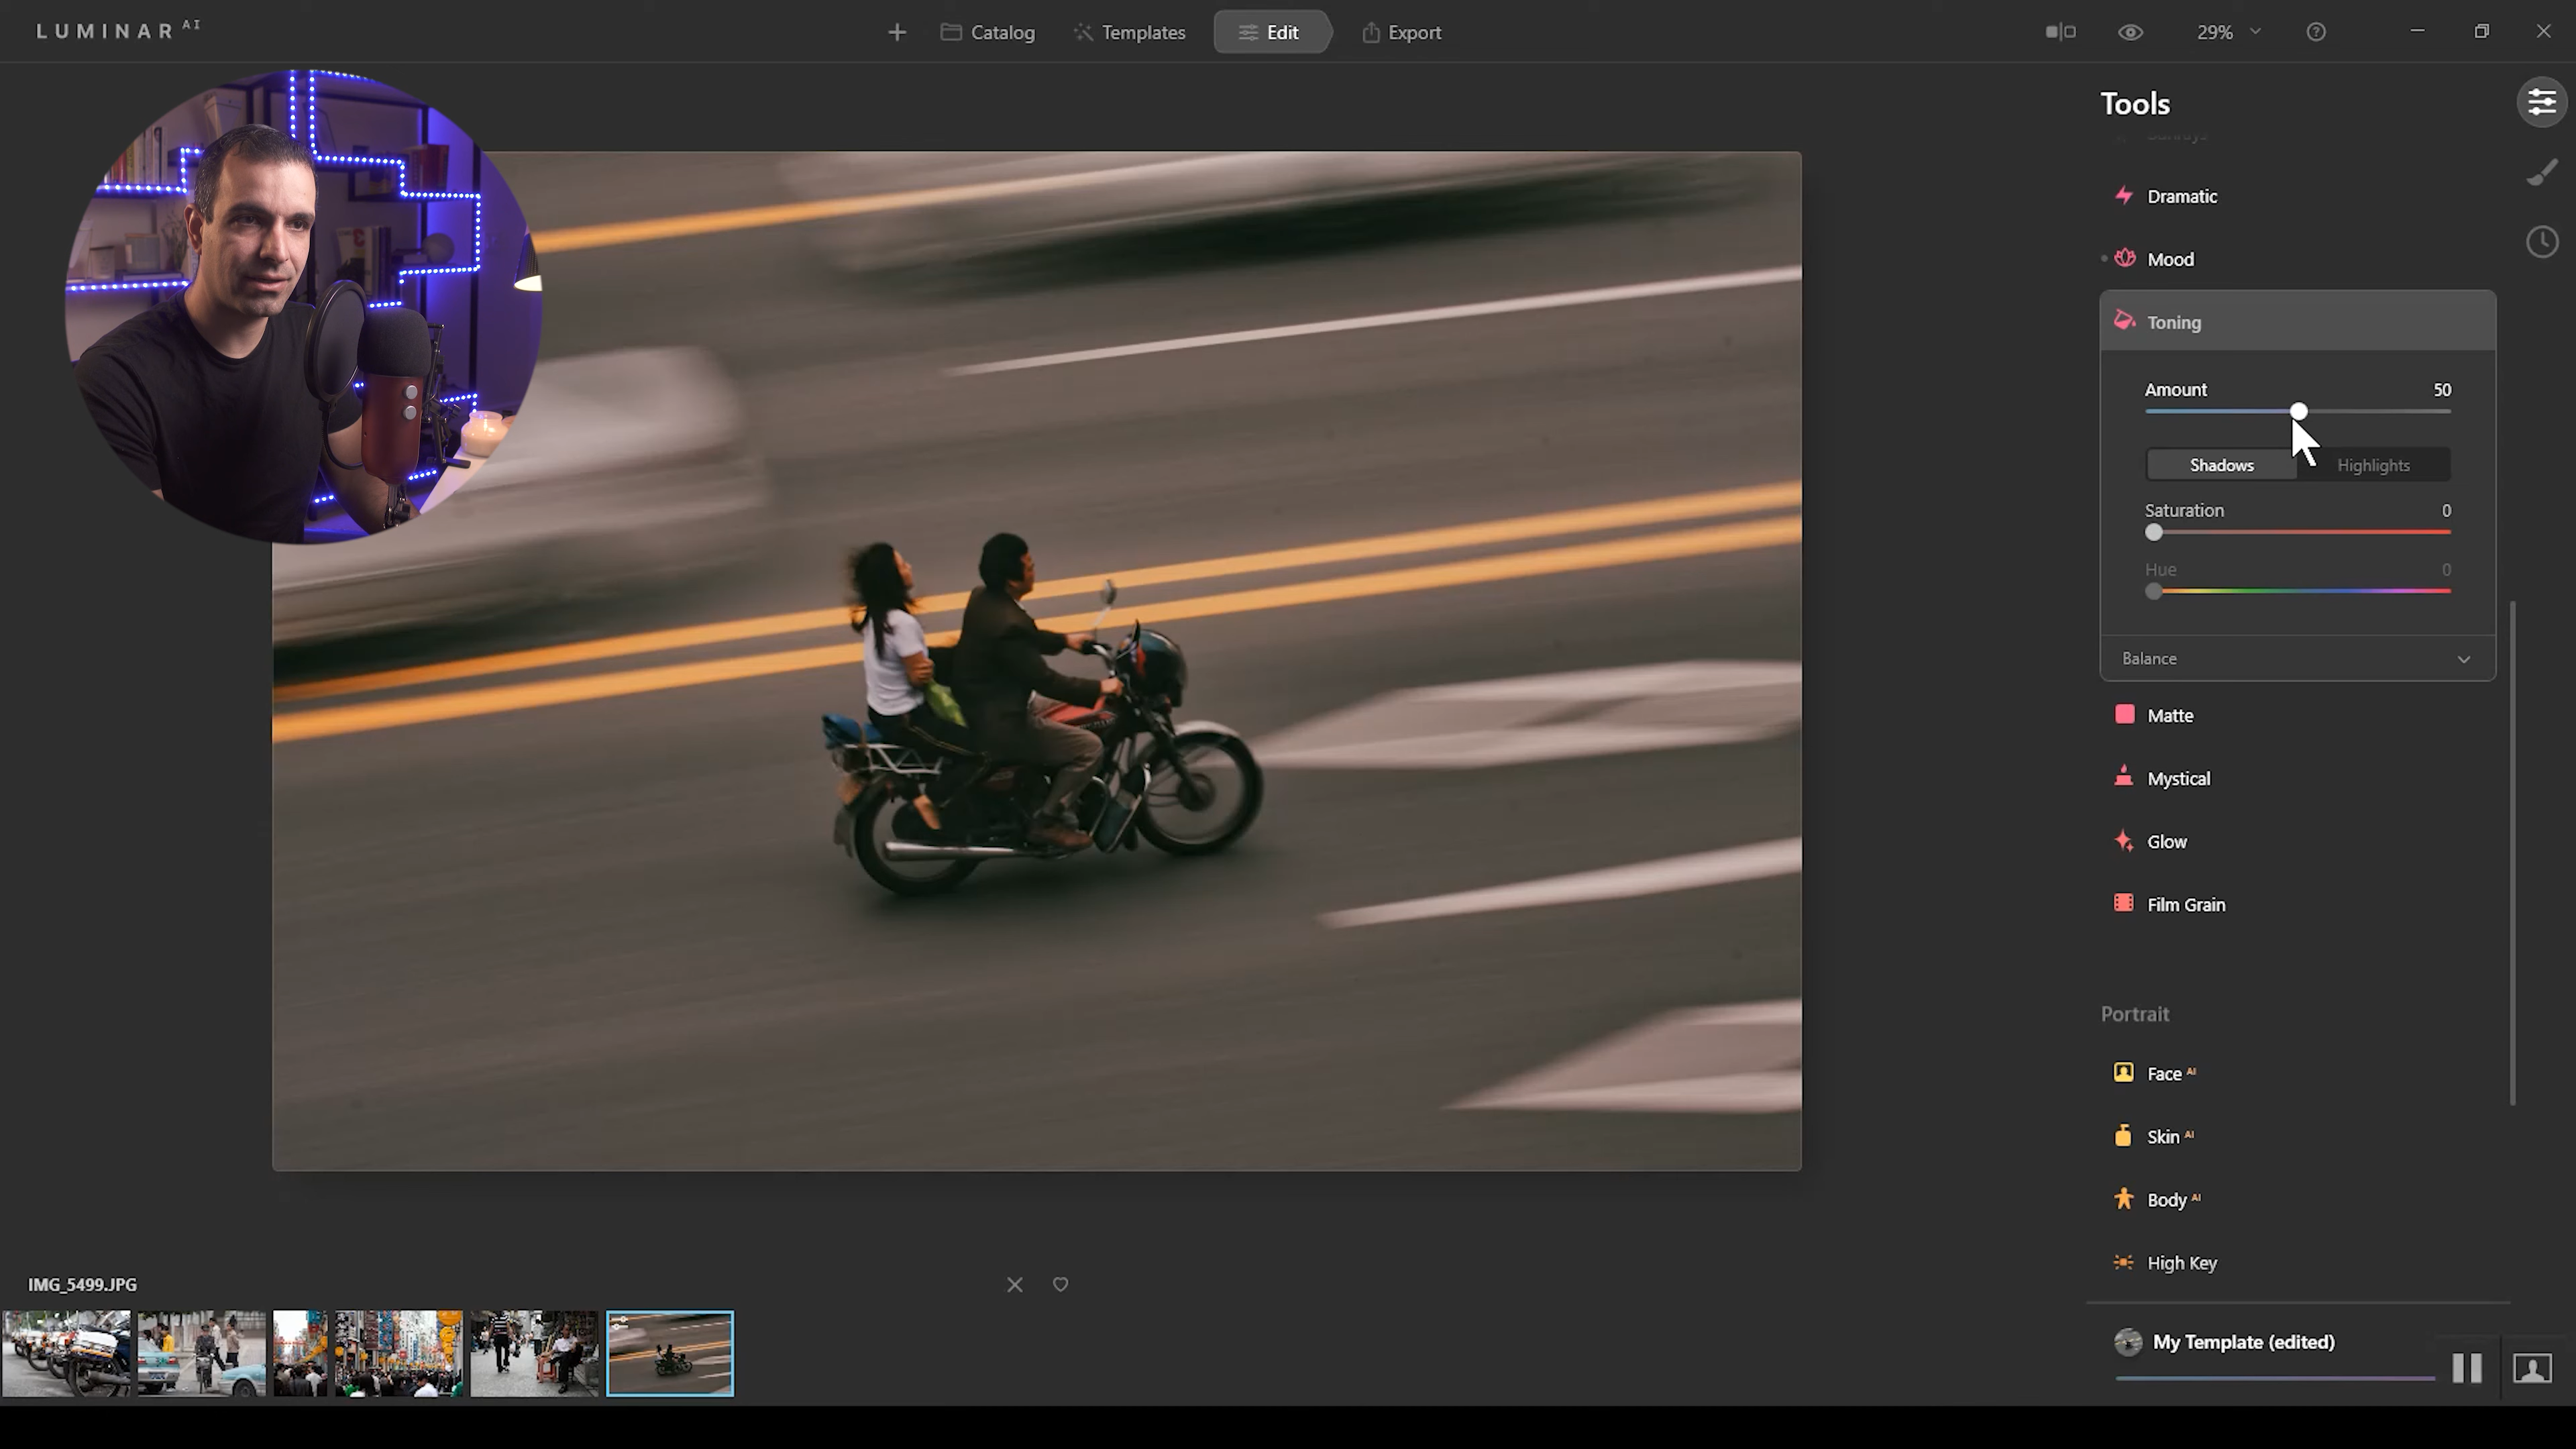 LUMINAR AI
Catalog
Templates
Edit
Export
29%
Tools
Sunrays
Dramatic
Mood
Toning
Amount 50
Shadows Highlights
Saturation 0
Hue 0
Balance
Matte
Mystical
Glow
Film Grain
Portrait
Face AI
Skin AI
Body AI
High Key
IMG_5499.JPG
My Template (edited)